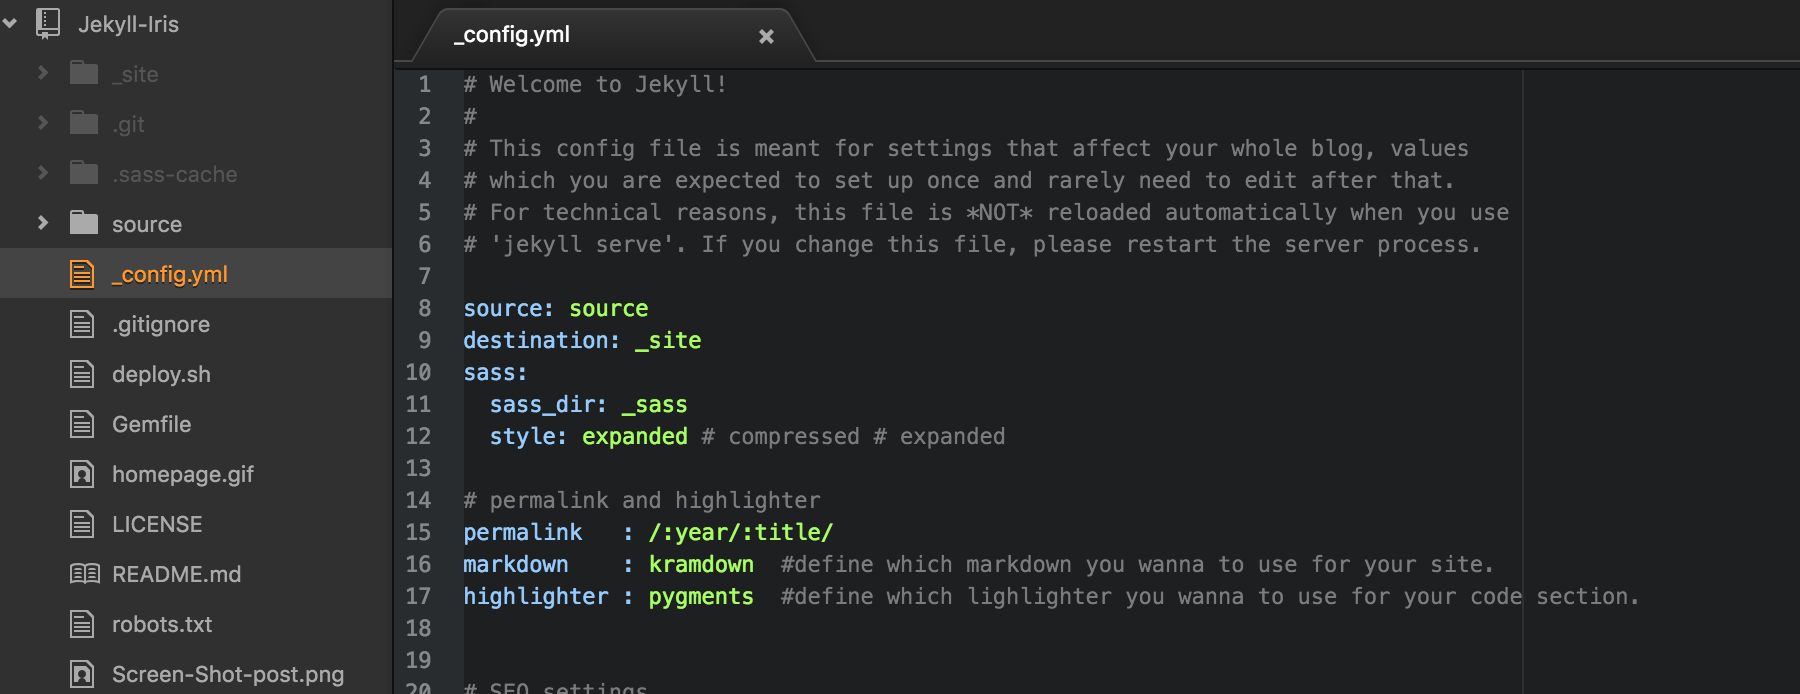 Jekyll-Iris
_site
.git
.sass-cache
source
_config.yml
.gitignore
deploy.sh
Gemfile
homepage.gif
LICENSE
README.md
robots.txt
Screen-Shot-post.png
_config.yml
1 # Welcome to Jekyll!
2 #
3 # This config file is meant for settings that affect your whole blog, values
4 # which you are expected to set up once and rarely need to edit after that.
5 # For technical reasons, this file is *NOT* reloaded automatically when you use
6 # 'jekyll serve'. If you change this file, please restart the server process.
7
8 source: source
9 destination: _site
10 sass:
11   sass_dir: _sass
12   style: expanded # compressed # expanded
13
14 # permalink and highlighter
15 permalink   : /:year/:title/
16 markdown    : kramdown  #define which markdown you wanna to use for your site.
17 highlighter : pygments  #define which lighlighter you wanna to use for your code section.
18
19
20 # SEO settings